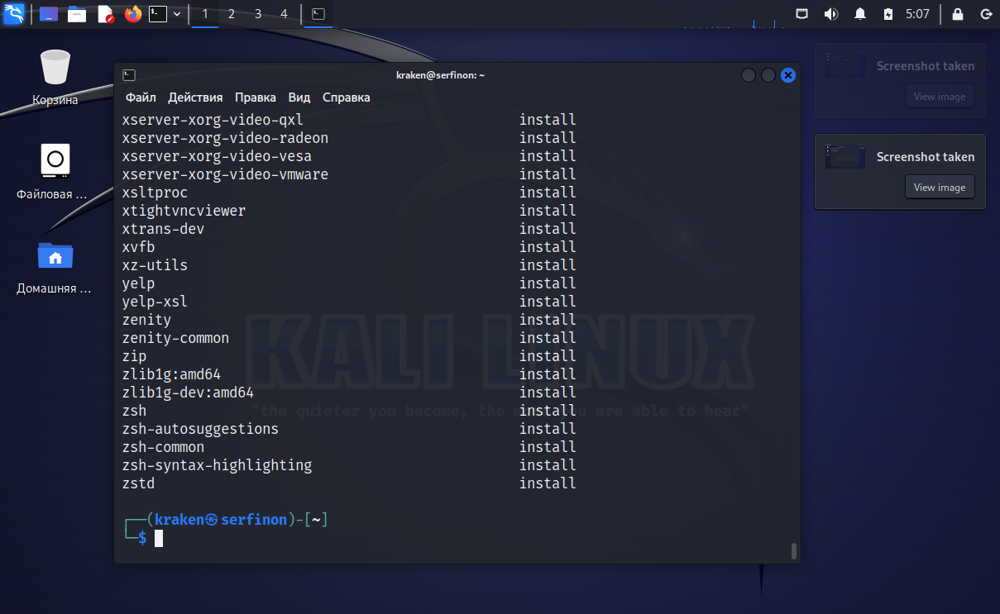 1 2 3 4
5:07
Корзина
Файловая ...
Домашняя ...
kraken@serfinon: ~
Файл Действия Правка Вид Справка
xserver-xorg-video-qxl install
xserver-xorg-video-radeon install
xserver-xorg-video-vesa install
xserver-xorg-video-vmware install
xsltproc install
xtightvncviewer install
xtrans-dev install
xvfb install
xz-utils install
yelp install
yelp-xsl install
zenity install
zenity-common install
zip install
zlib1g:amd64 install
zlib1g-dev:amd64 install
zsh install
zsh-autosuggestions install
zsh-common install
zsh-syntax-highlighting install
zstd install
┌──(kraken㉿serfinon)-[~]
└─$
KALI LINUX
"the quieter you become, the you are able to hear"
Screenshot taken
View image
Screenshot taken
View image